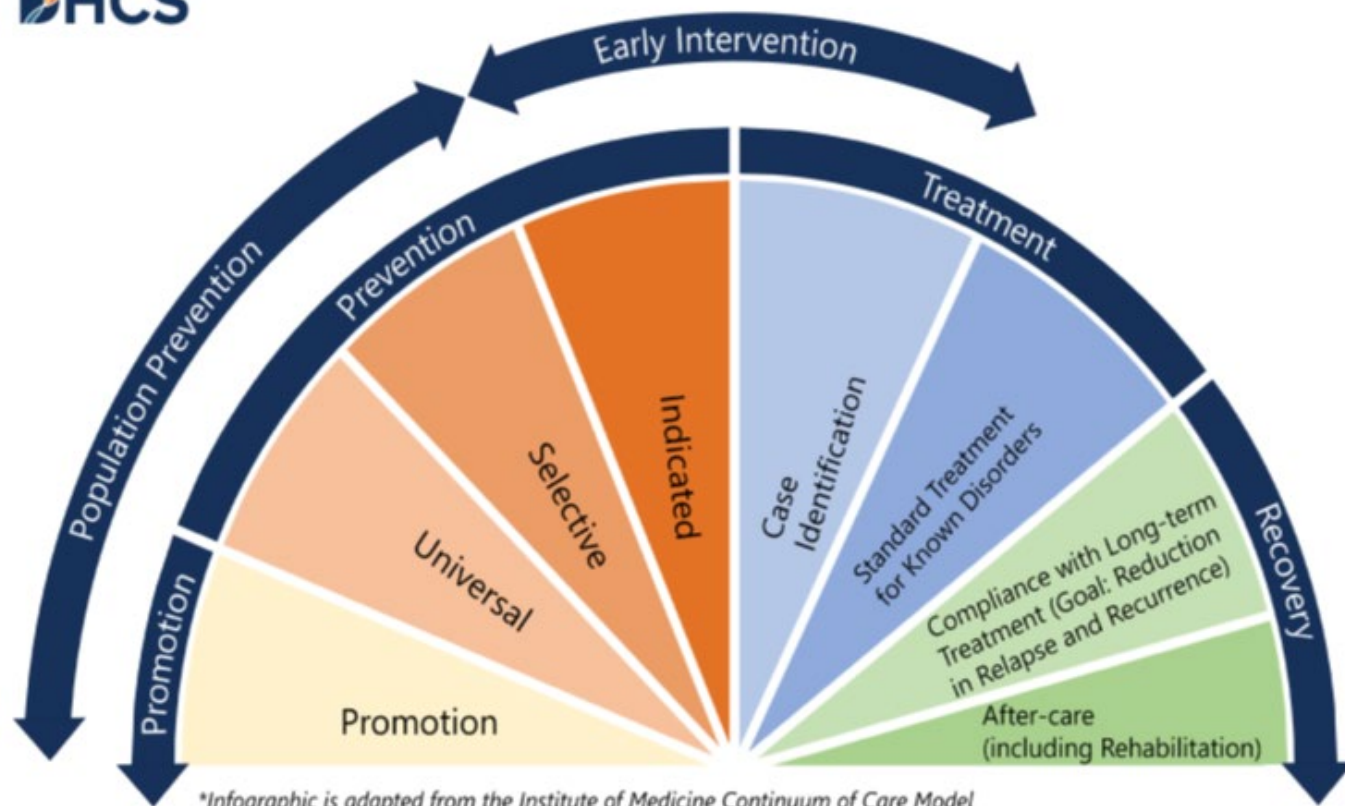 DHCS
Early Intervention
Population Prevention
Prevention
Treatment
Promotion
Recovery
Promotion
Universal
Selective
Indicated
Case
Identification
Standard Treatment
for Known Disorders
Compliance with Long-term
Treatment (Goal: Reduction
in Relapse and Recurrence)
After-care
(including Rehabilitation)
*Infographic is adapted from the Institute of Medicine Continuum of Care Model